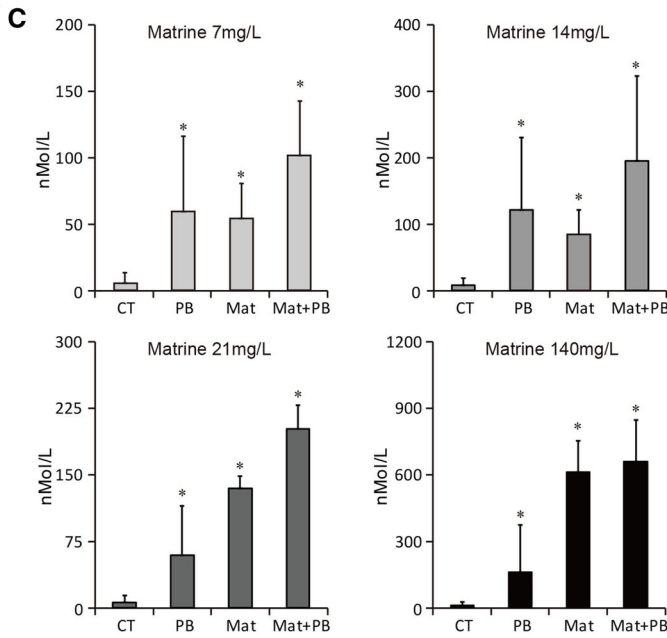 C
Matrine 7mg/L
nMol/L
200
150
100
50
0
*
*
*
CT PB Mat Mat+PB
Matrine 14mg/L
nMol/L
400
300
200
100
0
*
*
*
CT PB Mat Mat+PB
Matrine 21mg/L
nMol/L
300
225
150
75
0
*
*
*
CT PB Mat Mat+PB
Matrine 140mg/L
nMol/L
1200
900
600
300
0
*
*
*
CT PB Mat Mat+PB